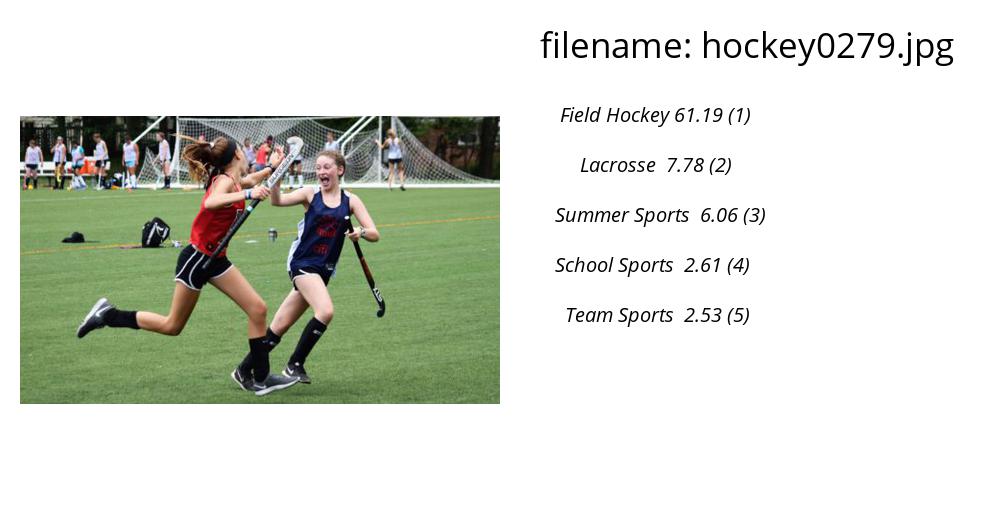 filename: hockey0279.jpg
Field Hockey 61.19 (1)
Lacrosse 7.78 (2)
Summer Sports 6.06 (3)
School Sports 2.61 (4)
Team Sports 2.53 (5)